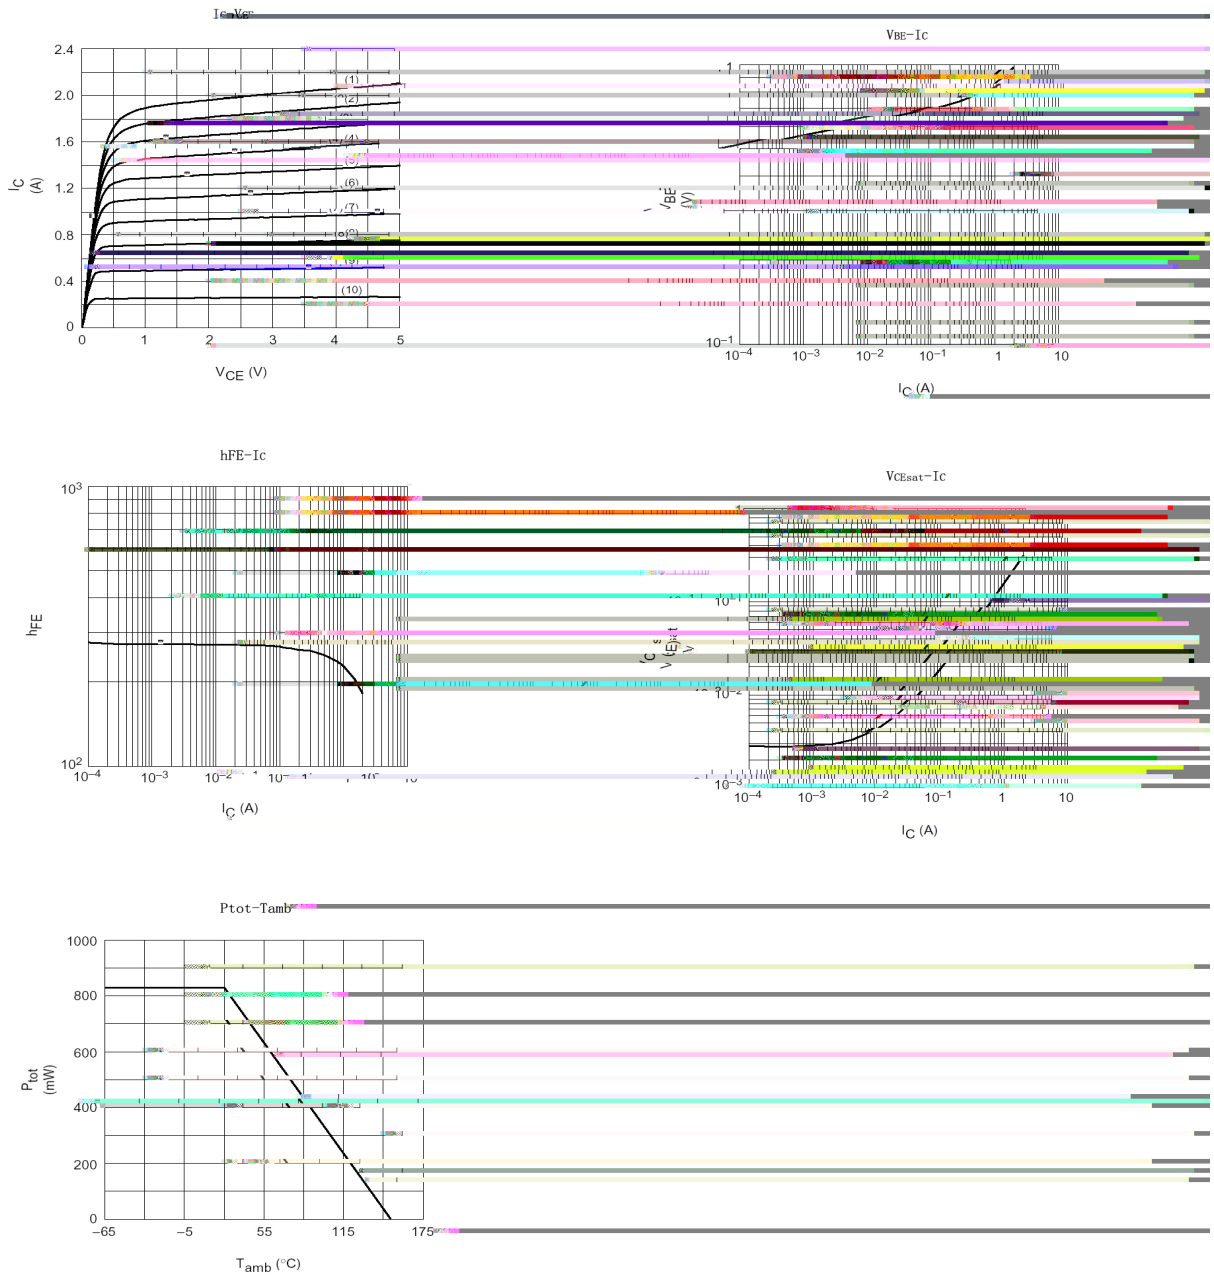 VBE-Ic
2.4
2.0
1.6
1.2
0.8
0.4
0
IC
(A)
(1)
(2)
(4)
(6)
(7)
(9)
(10)
0 1 2 3 4 5
VCE (V)
1
10−1
VBE
(V)
10−4 10−3 10−2 10−1 1 10
IC (A)
hFE-Ic
103
102
hFE
10−4 10−3 10−2 10−1
IC (A)
VCEsat-Ic
10−1
10−2
10−3
10−4 10−3 10−2 10−1 1 10
IC (A)
Ptot-Tamb
1000
800
600
400
200
0
Ptot
(mW)
−65 −5 55 115 175
Tamb (°C)